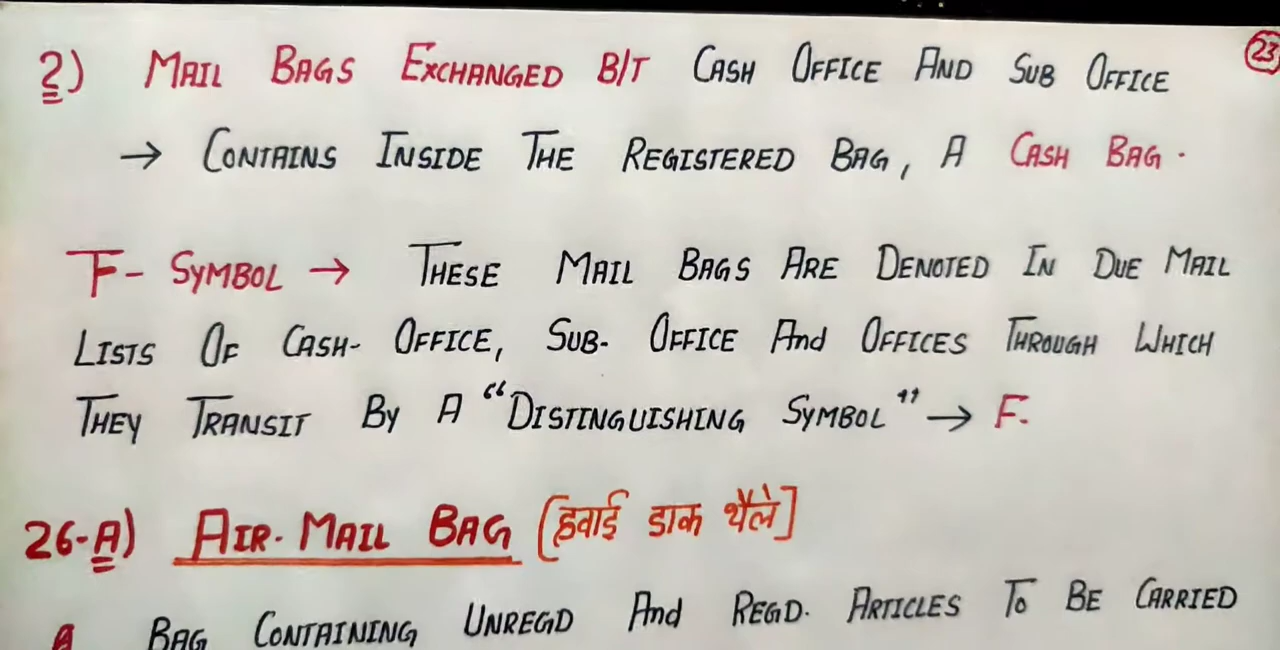 23
2) MAIL BAGS EXCHANGED B/T CASH OFFICE AND SUB OFFICE
→ CONTAINS INSIDE THE REGISTERED BAG, A CASH BAG.
F- SYMBOL → THESE MAIL BAGS ARE DENOTED IN DUE MAIL
LISTS OF CASH- OFFICE, SUB- OFFICE And OFFICES THROUGH WHICH
THEY TRANSIT By A “DISTINGUISHING SYMBOL” → F.
26-A) AIR-MAIL BAG [हवाई डाक थैले]
A BAG CONTAINING UNREGD And REGD. ARTICLES To BE CARRIED